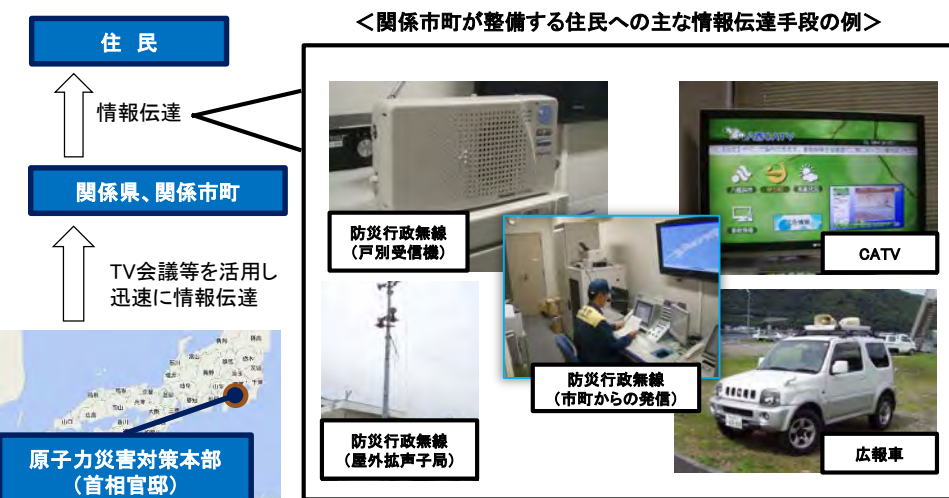 ＜関係市町が整備する住民への主な情報伝達手段の例＞
住 民
情報伝達
関係県、関係市町
TV会議等を活用し
迅速に情報伝達
原子力災害対策本部
（首相官邸）
防災行政無線
（戸別受信機）
CATV
防災行政無線
（市町からの発信）
防災行政無線
（屋外拡声子局）
広報車